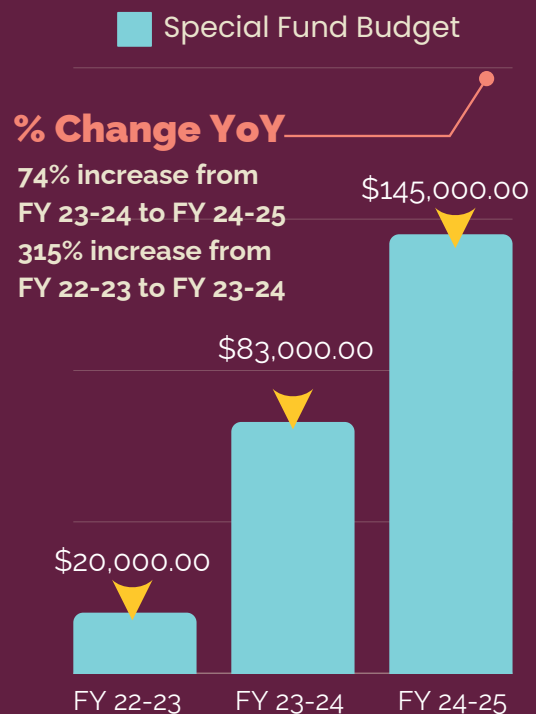 Special Fund Budget
% Change YoY
74% increase from
FY 23-24 to FY 24-25
315% increase from
FY 22-23 to FY 23-24
$145,000.00
$83,000.00
$20,000.00
FY 22-23 FY 23-24 FY 24-25